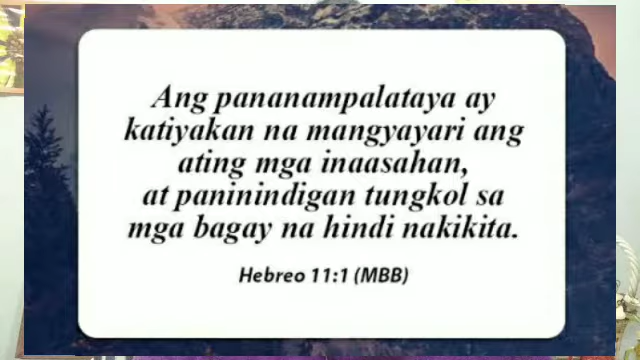 Ang pananampalataya ay
katiyakan na mangyayari ang
ating mga inaasahan,
at paninindigan tungkol sa
mga bagay na hindi nakikita.
Hebreo 11:1 (MBB)